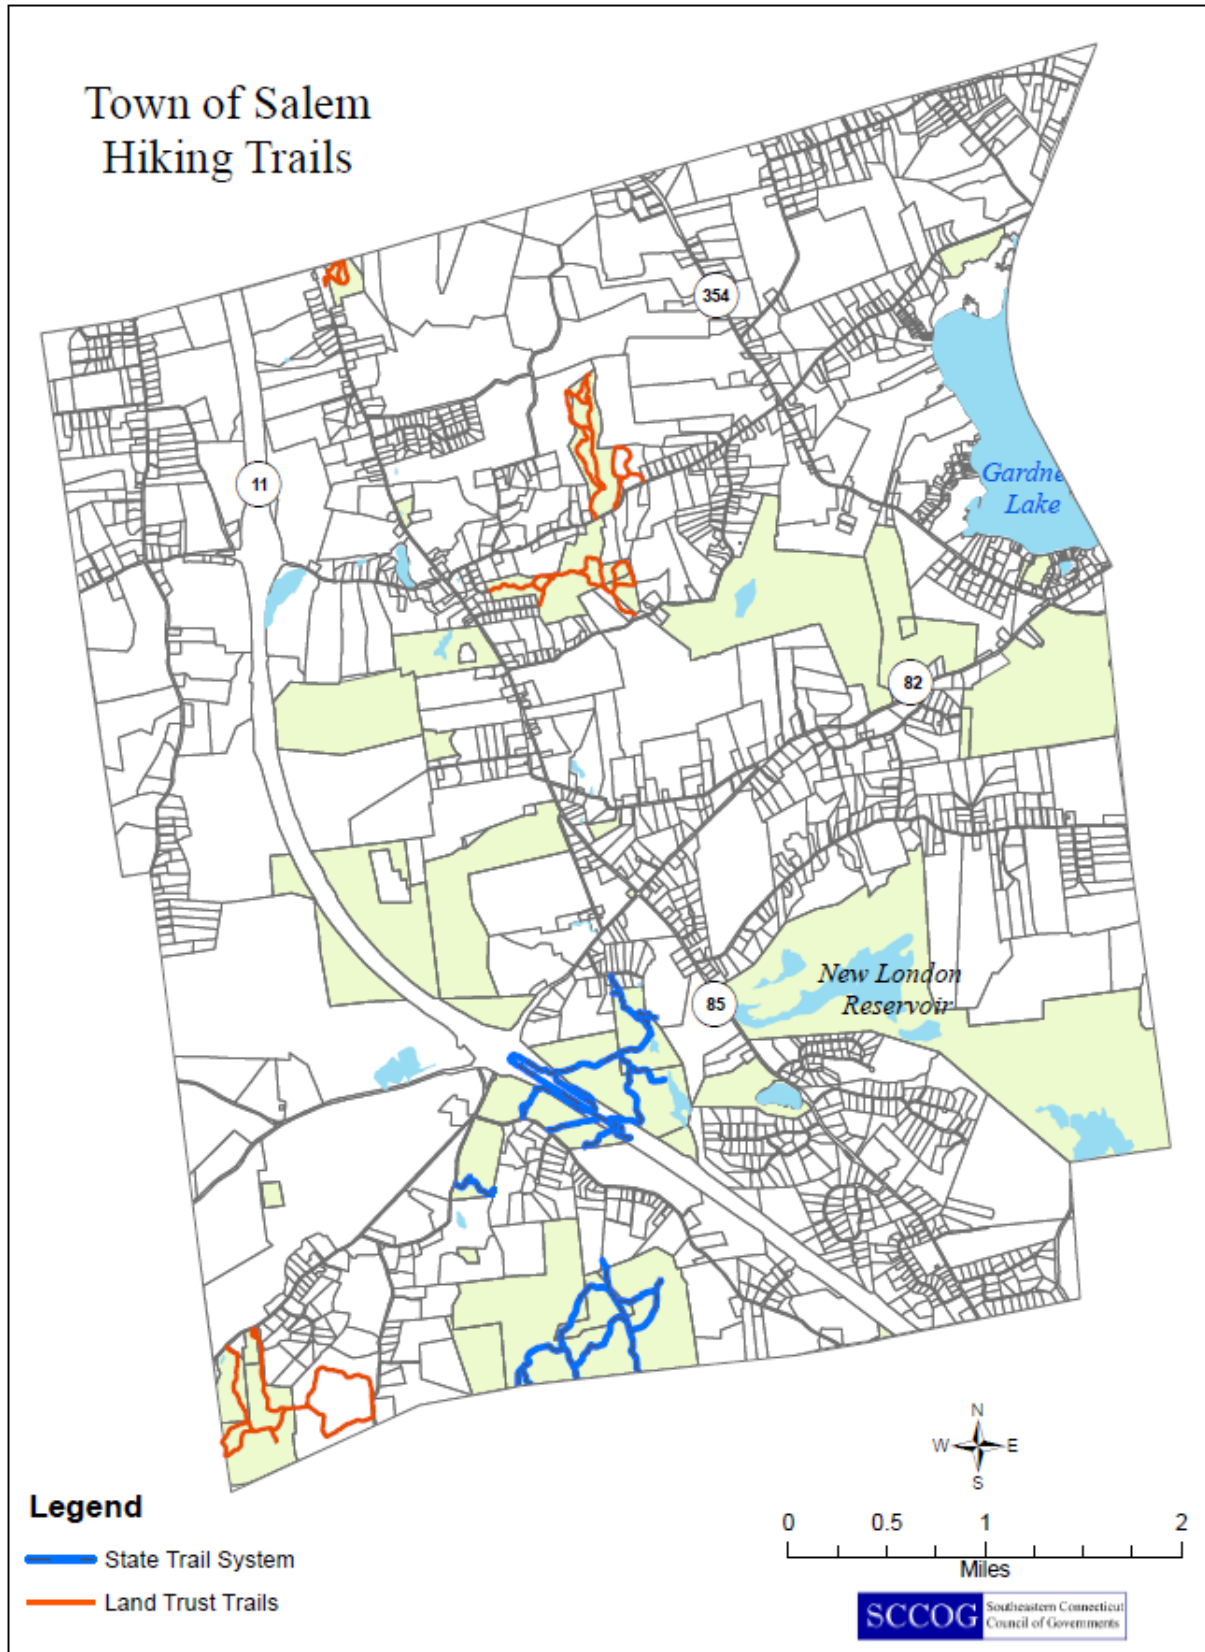 Town of Salem
Hiking Trails
354
11
Gardne
Lake
82
New London
Reservoir
85
N
W
E
S
Legend
State Trail System
Land Trust Trails
0 0.5 1 2
Miles
SCCOG
Southeastern Connecticut
Council of Governments